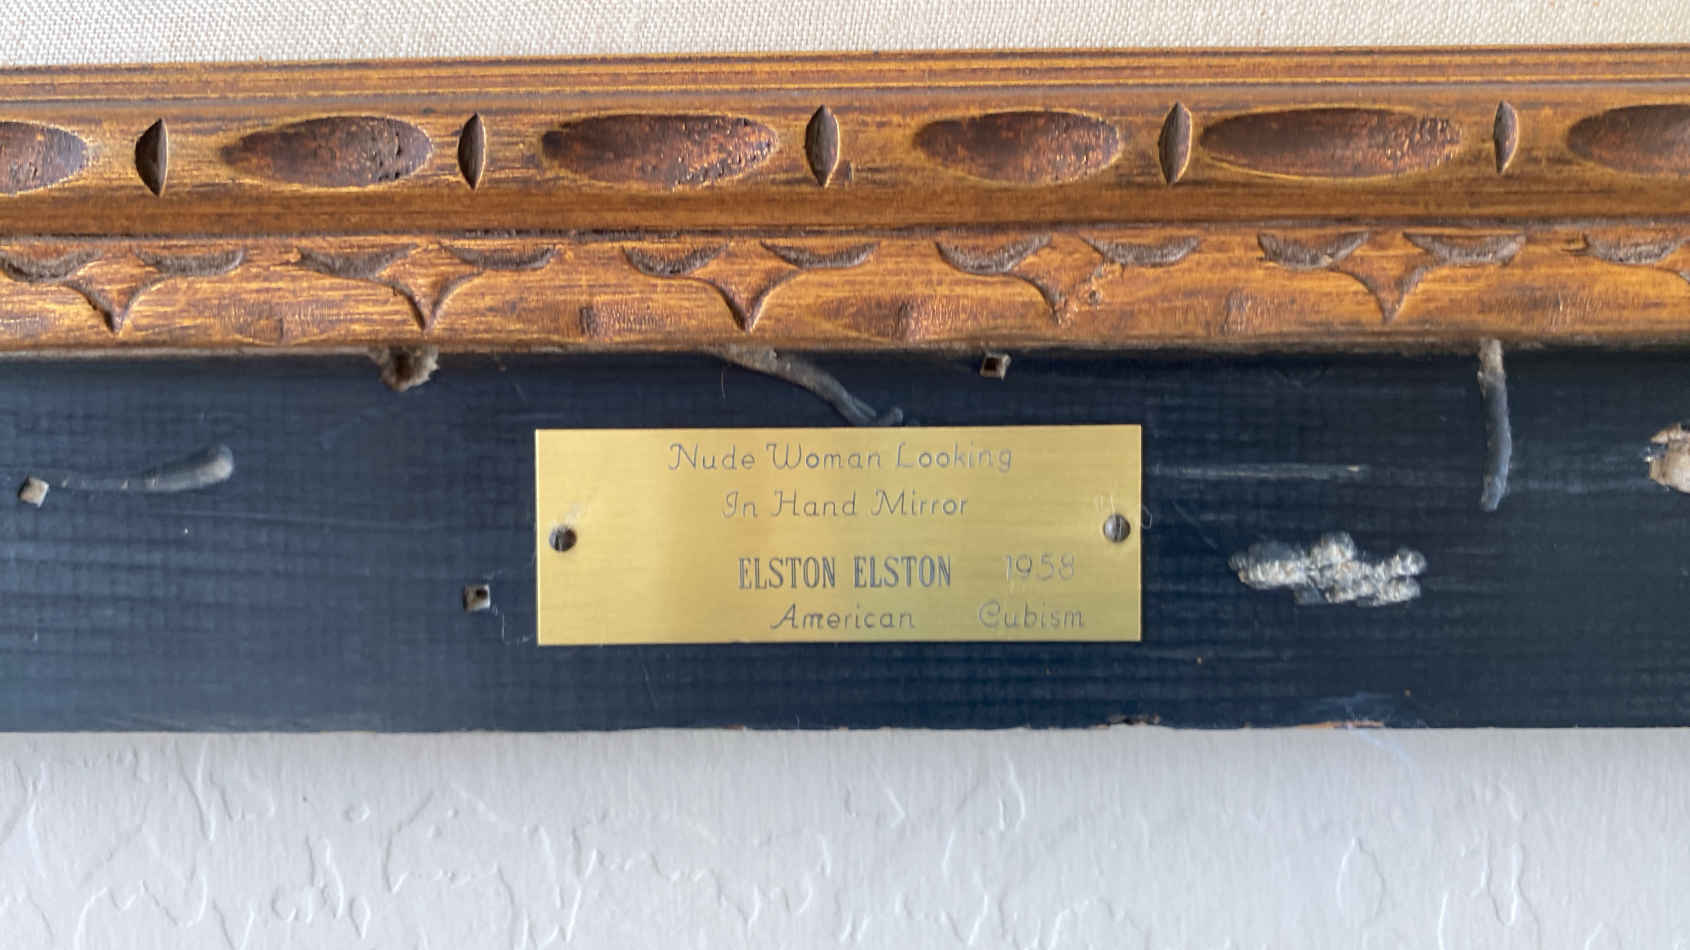 Nude Woman Looking
In Hand Mirror
ELSTON ELSTON 1958
American Cubism